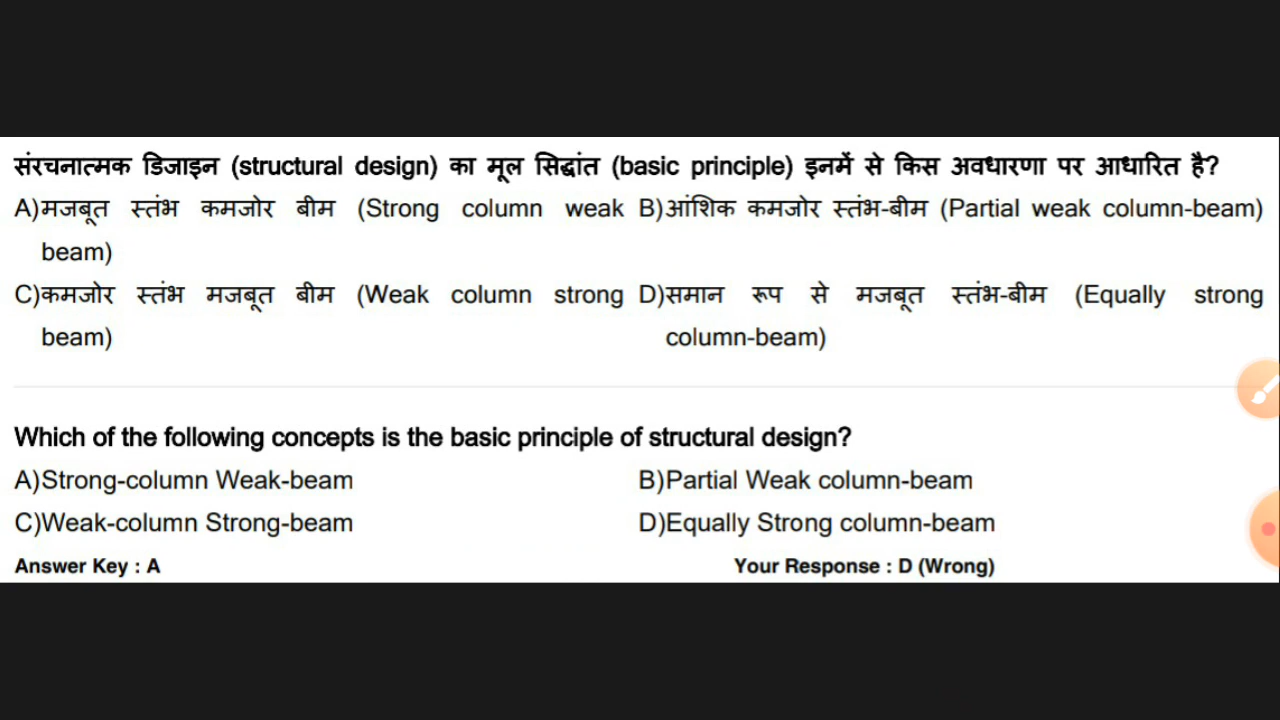 संरचनात्मक डिजाइन (structural design) का मूल सिद्धांत (basic principle) इनमें से किस अवधारणा पर आधारित है?
A)मजबूत स्तंभ कमजोर बीम (Strong column weak beam)
B)आंशिक कमजोर स्तंभ-बीम (Partial weak column-beam)
C)कमजोर स्तंभ मजबूत बीम (Weak column strong beam)
D)समान रूप से मजबूत स्तंभ-बीम (Equally strong column-beam)
Which of the following concepts is the basic principle of structural design?
A)Strong-column Weak-beam
B)Partial Weak column-beam
C)Weak-column Strong-beam
D)Equally Strong column-beam
Answer Key : A
Your Response : D (Wrong)